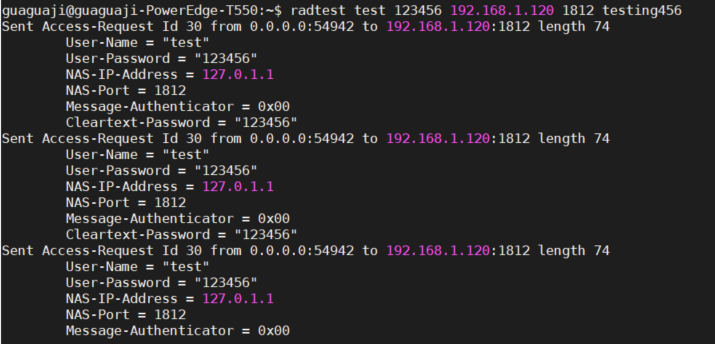 guaguaji@guaguaji-PowerEdge-T550:~$ radtest test 123456 192.168.1.120 1812 testing456
Sent Access-Request Id 30 from 0.0.0.0:54942 to 192.168.1.120:1812 length 74
User-Name = "test"
User-Password = "123456"
NAS-IP-Address = 127.0.1.1
NAS-Port = 1812
Message-Authenticator = 0x00
Cleartext-Password = "123456"
Sent Access-Request Id 30 from 0.0.0.0:54942 to 192.168.1.120:1812 length 74
User-Name = "test"
User-Password = "123456"
NAS-IP-Address = 127.0.1.1
NAS-Port = 1812
Message-Authenticator = 0x00
Cleartext-Password = "123456"
Sent Access-Request Id 30 from 0.0.0.0:54942 to 192.168.1.120:1812 length 74
User-Name = "test"
User-Password = "123456"
NAS-IP-Address = 127.0.1.1
NAS-Port = 1812
Message-Authenticator = 0x00